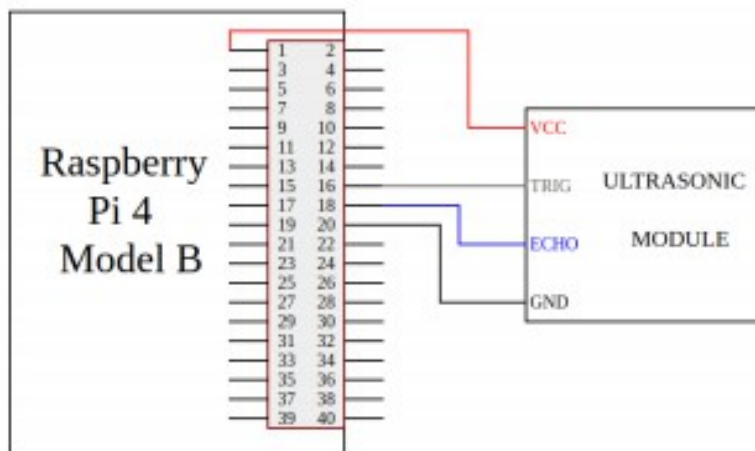 1 2
3 4
5 6
7 8
9 10
11 12
13 14
15 16
17 18
19 20
21 22
23 24
25 26
27 28
29 30
31 32
33 34
35 36
37 38
39 40
Raspberry
Pi 4
Model B
VCC
TRIG
ECHO
GND
ULTRASONIC
MODULE